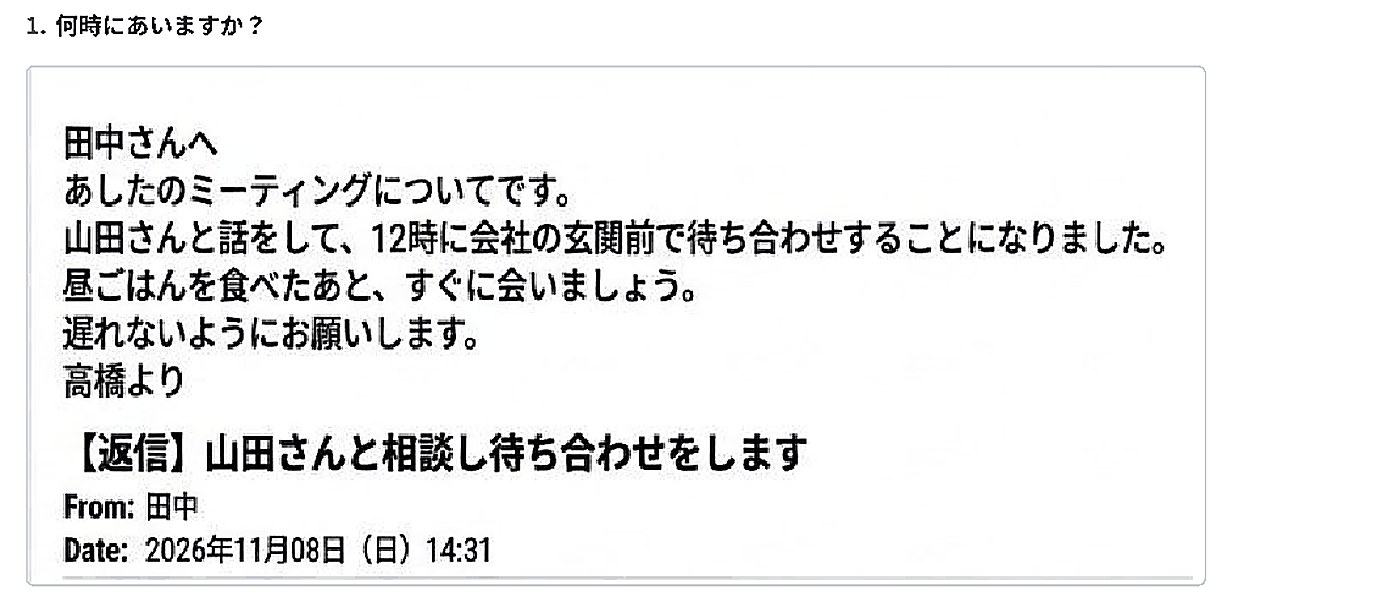 1. 何時にあいますか？
田中さんへ
あしたのミーティングについてです。
山田さんと話をして、12時に会社の玄関前で待ち合わせすることになりました。
昼ごはんを食べたあと、すぐに会いましょう。
遅れないようにお願いします。
高橋より
【返信】山田さんと相談し待ち合わせをします
From: 田中
Date: 2026年11月08日（日）14:31